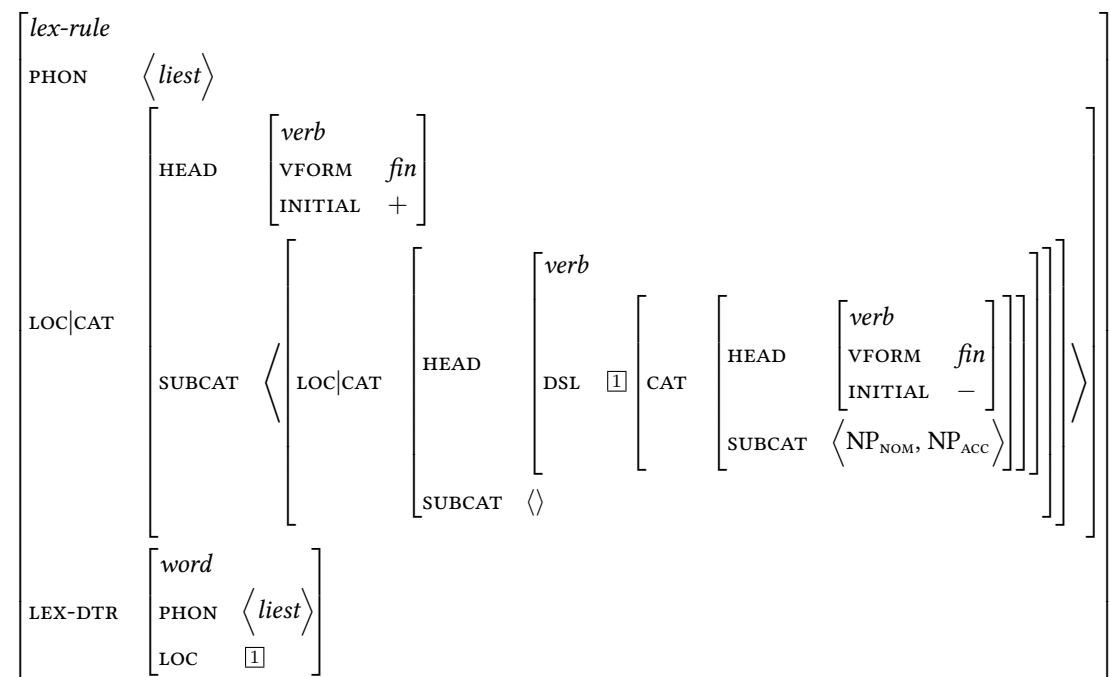 lex-rule
PHON ⟨liest⟩
verb
HEAD VFORM fin
INITIAL +
verb
verb
LOC|CAT
HEAD HEAD VFORM fin
SUBCAT LOC|CAT DSL 1 CAT INITIAL −
SUBCAT ⟨NP_NOM, NP_ACC⟩
SUBCAT ⟨⟩
word
LEX-DTR PHON ⟨liest⟩
LOC 1